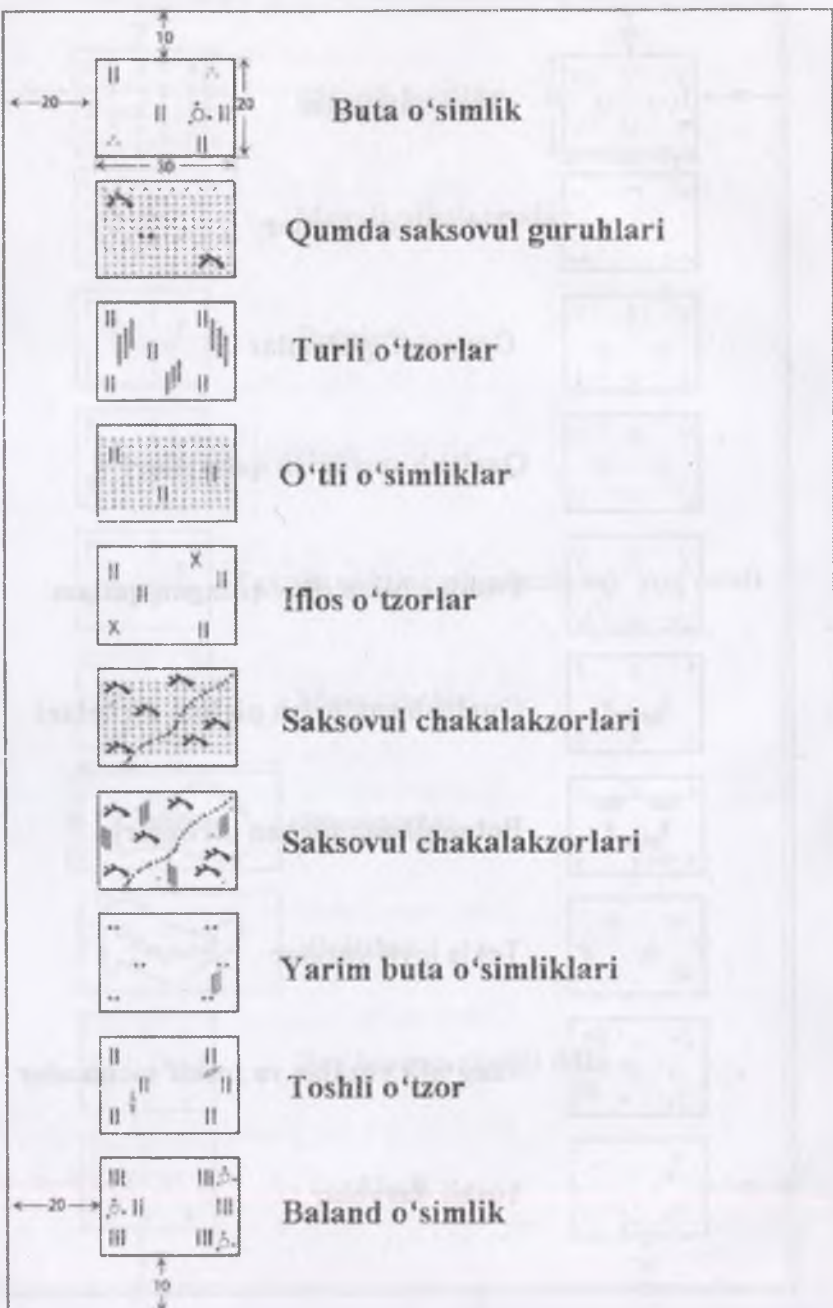 10
20
20
Buta o‘simlik
30
Qumda saksovul guruhlari
Turli o‘tzorlar
O‘tli o‘simliklar
Iflos o‘tzorlar
Saksovul chakalakzorlari
Saksovul chakalakzorlari
Yarim buta o‘simliklari
Toshli o‘tzor
20
Baland o‘simlik
10